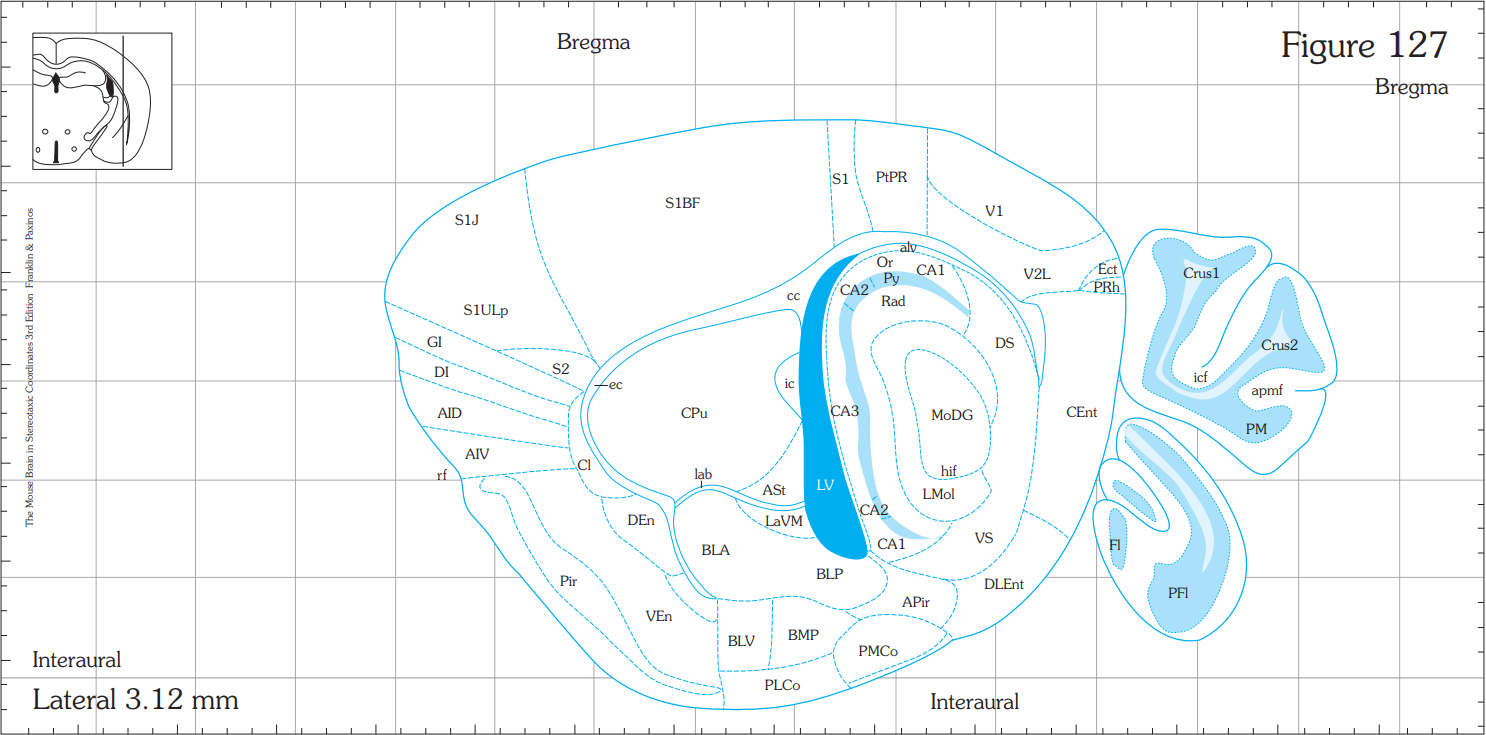 Bregma
Figure 127
Bregma
S1
PtPR
S1BF
V1
S1J
alv
Or
CA1
Ect
Crus1
V2L
Py
PRh
CA2
cc
Rad
S1ULp
GI
DS
Crus2
S2
DI
ec
ic
icf
apmf
CPu
CA3
MoDG
CEnt
AID
PM
AIV
Cl
rf
lab
hif
LV
ASt
LMol
CA2
DEn
LaVM
VS
CA1
Fl
BLA
BLP
Pir
DLEnt
PFl
APir
VEn
BLV
BMP
PMCo
PLCo
The Mouse Brain in Stereotaxic Coordinates 3rd Edition Franklin & Paxinos
Interaural
Lateral 3.12 mm
Interaural